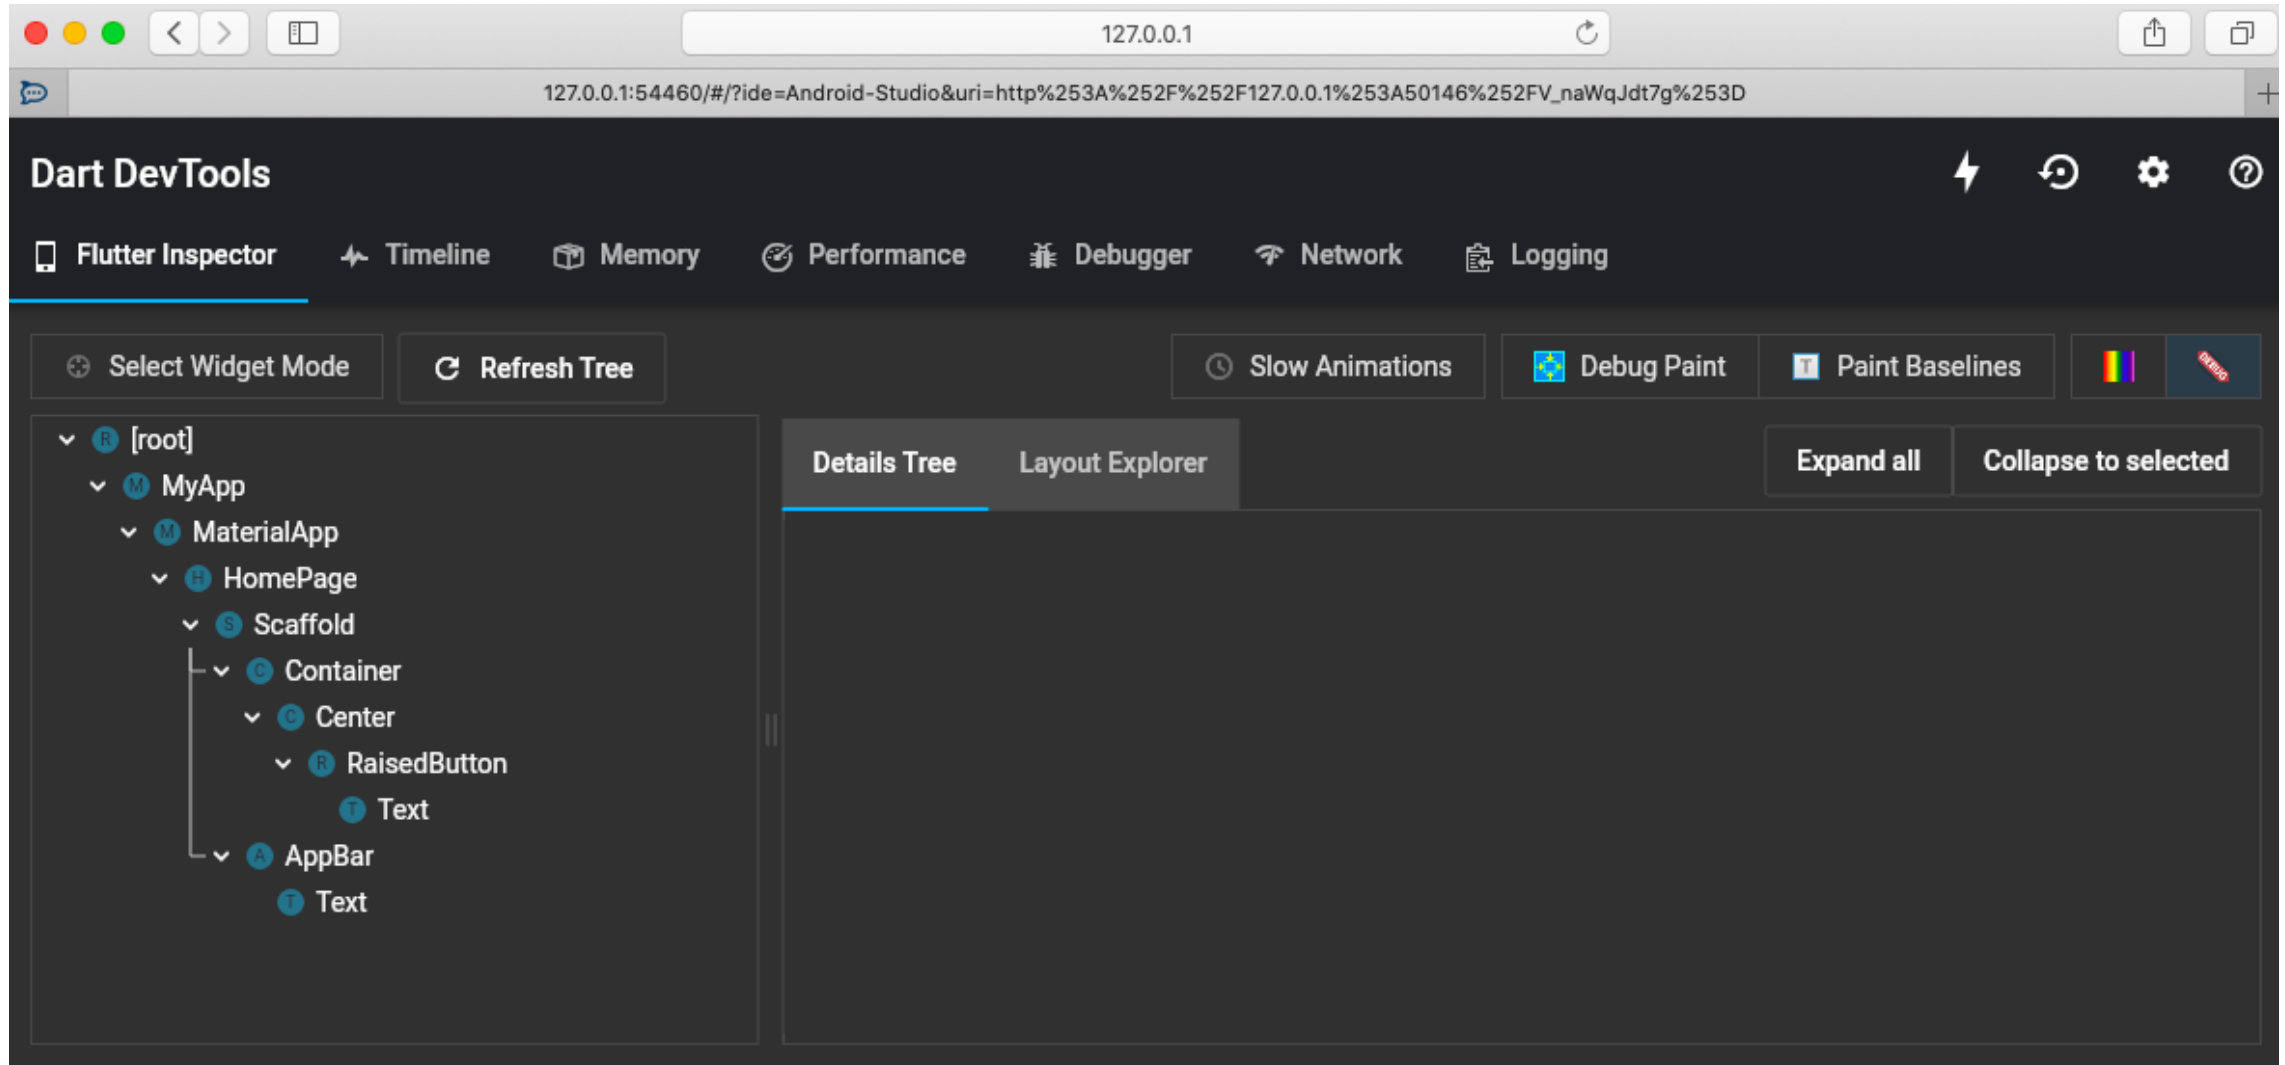 127.0.0.1
127.0.0.1:54460/#/?ide=Android-Studio&uri=http%253A%252F%252F127.0.0.1%253A50146%252FV_naWqJdt7g%253D
Dart DevTools
Flutter Inspector Timeline Memory Performance Debugger Network Logging
Select Widget Mode Refresh Tree Slow Animations Debug Paint T Paint Baselines DEBUG
R [root]
M MyApp
M MaterialApp
H HomePage
S Scaffold
C Container
C Center
R RaisedButton
T Text
A AppBar
T Text
Details Tree Layout Explorer Expand all Collapse to selected